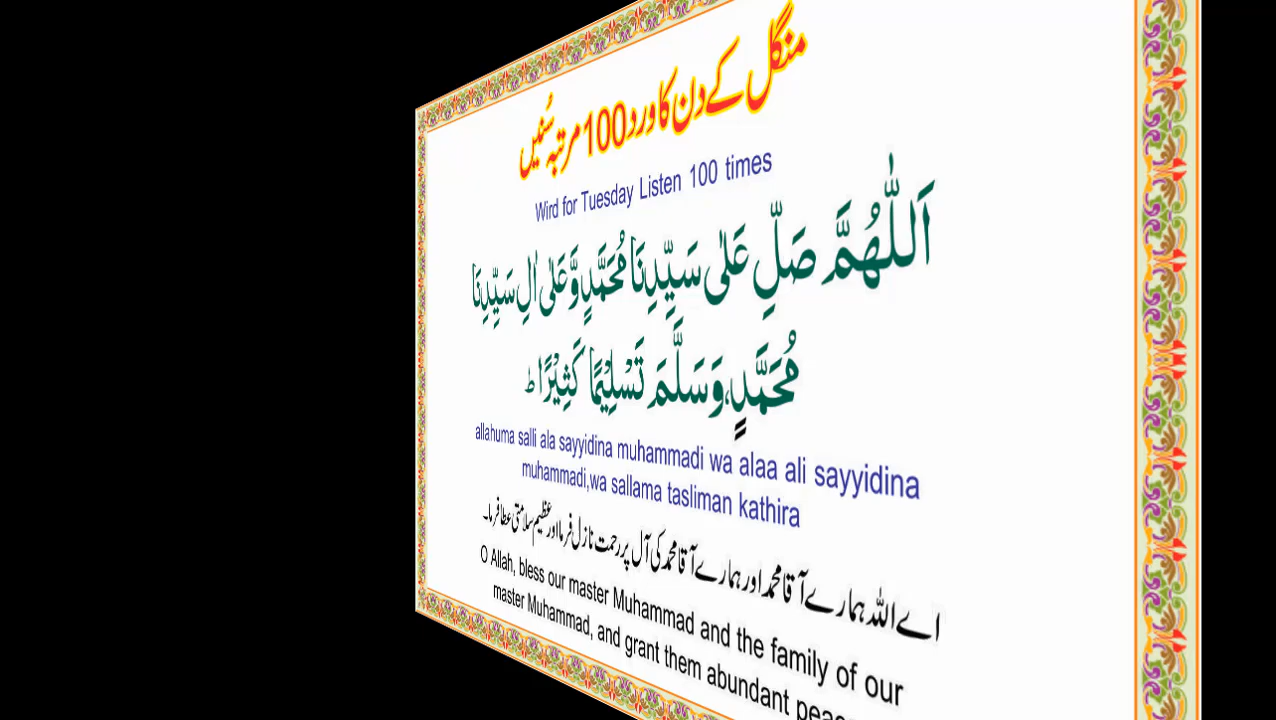 منگل کے دن کا ورد 100 مرتبہ سُنیں
Wird for Tuesday Listen 100 times
اَللّٰهُمَّ صَلِّ عَلٰى سَيِّدِنَا مُحَمَّدٍ وَّعَلٰى اٰلِ سَيِّدِنَا
مُحَمَّدٍ، وَسَلَّمَ تَسْلِيْمًا كَثِيْرًا ؕ
allahuma salli ala sayyidina muhammadi wa alaa ali sayyidina
muhammadi,wa sallama tasliman kathira
اے اللہ ہمارے آقا محمد اور ہمارے آقا محمد کی آل پر رحمت نازل فرما اور عظیم سلامتی عطا فرما۔
O Allah, bless our master Muhammad and the family of our
master Muhammad, and grant them abundant